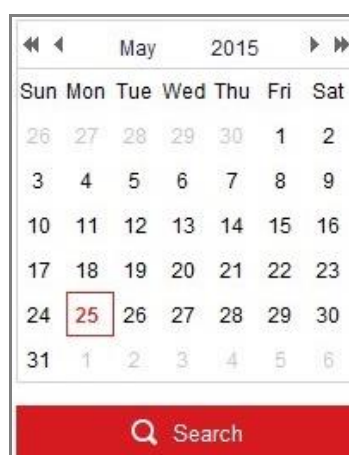 May 2015
Sun Mon Tue Wed Thu Fri Sat
26 27 28 29 30 1 2
3 4 5 6 7 8 9
10 11 12 13 14 15 16
17 18 19 20 21 22 23
24 25 26 27 28 29 30
31 1 2 3 4 5 6
Search